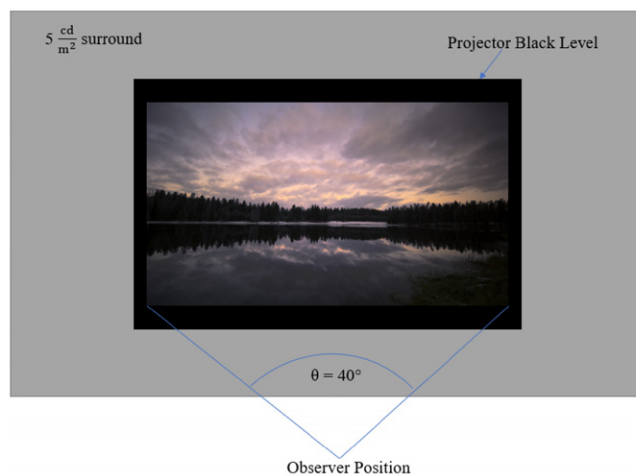 5 cd/m² surround
Projector Black Level
θ = 40°
Observer Position